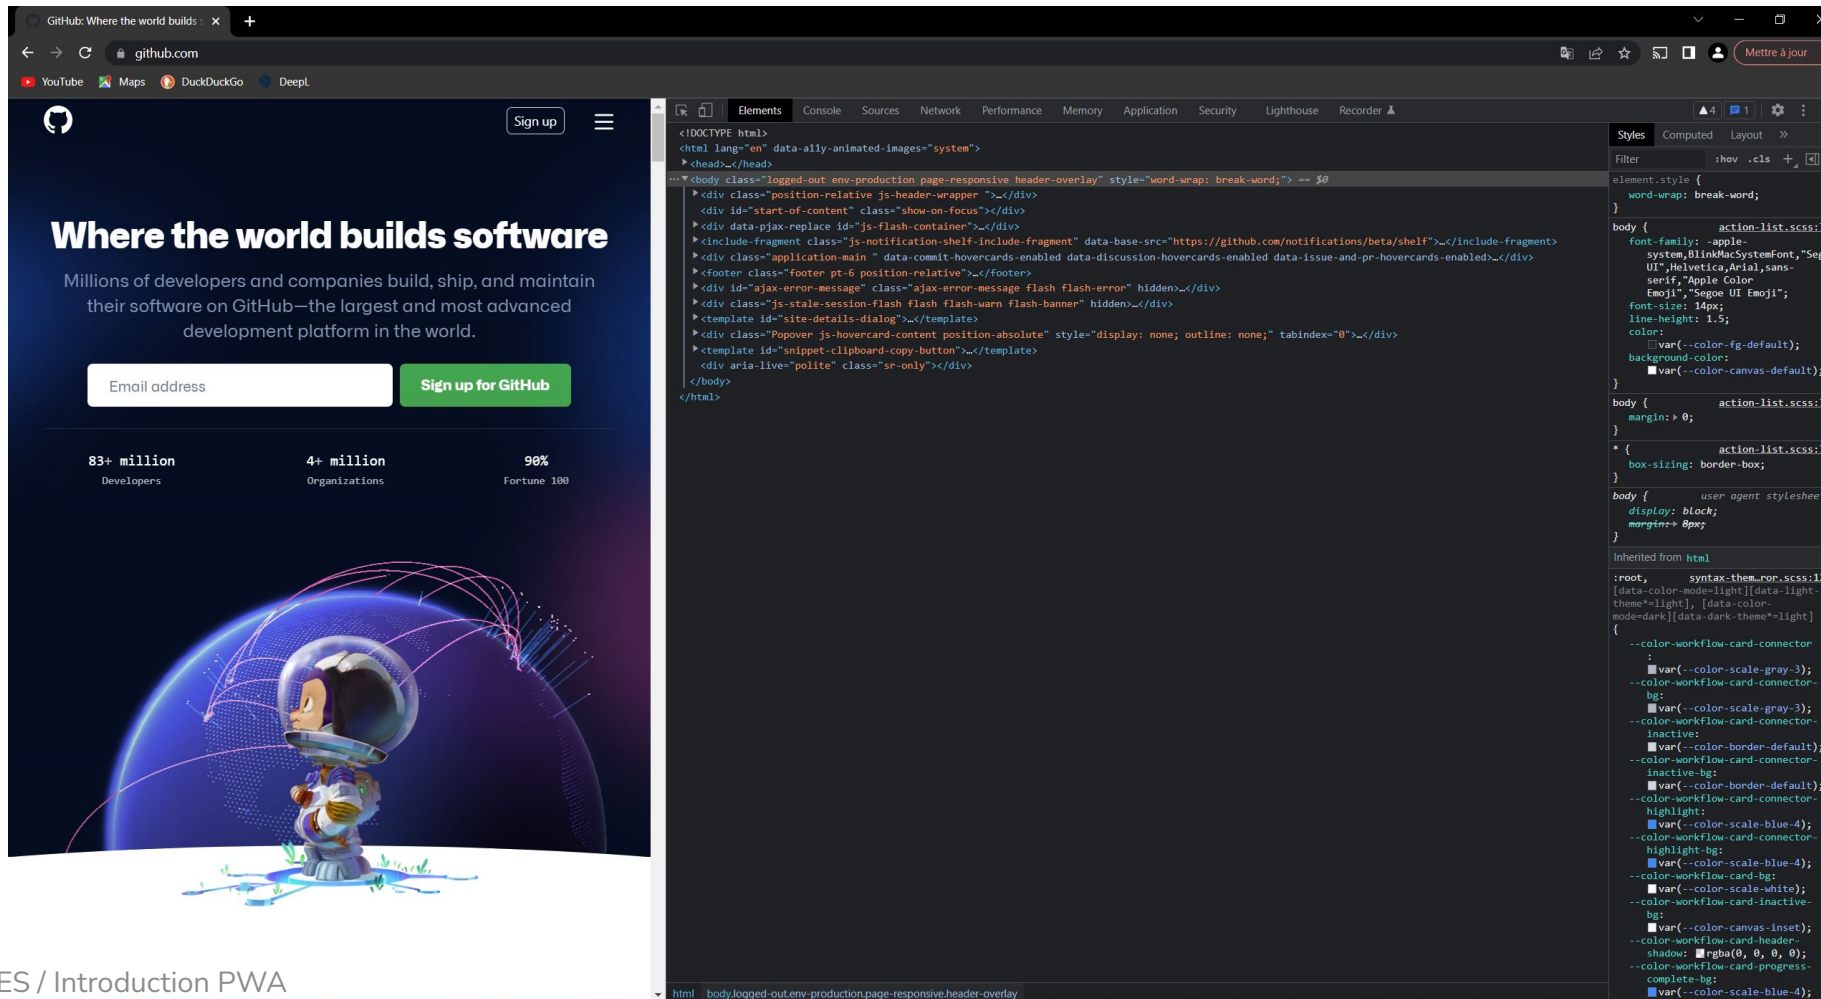 GitHub: Where the world builds s
github.com
Mettre à jour
YouTube Maps DuckDuckGo DeepL
Sign up
Where the world builds software
Millions of developers and companies build, ship, and maintain
their software on GitHub—the largest and most advanced
development platform in the world.
Email address
Sign up for GitHub
83+ million 4+ million 90%
Developers Organizations Fortune 100
ES / Introduction PWA
Elements Console Sources Network Performance Memory Application Security Lighthouse Recorder
4 1
<!DOCTYPE html>
<html lang="en" data-a11y-animated-images="system">
<head>…</head>
<body class="logged-out env-production page-responsive header-overlay" style="word-wrap: break-word;"> == $0
<div class="position-relative js-header-wrapper ">…</div>
<div id="start-of-content" class="show-on-focus"></div>
<div data-pjax-replace id="js-flash-container">…</div>
<include-fragment class="js-notification-shelf-include-fragment" data-base-src="https://github.com/notifications/beta/shelf">…</include-fragment>
<div class="application-main " data-commit-hovercards-enabled data-discussion-hovercards-enabled data-issue-and-pr-hovercards-enabled>…</div>
<footer class="footer pt-6 position-relative">…</footer>
<div id="ajax-error-message" class="ajax-error-message flash flash-error" hidden>…</div>
<div class="js-stale-session-flash flash flash-warn flash-banner" hidden>…</div>
<template id="site-details-dialog">…</template>
<div class="Popover js-hovercard-content position-absolute" style="display: none; outline: none;" tabindex="0">…</div>
<template id="snippet-clipboard-copy-button">…</template>
<div aria-live="polite" class="sr-only"></div>
</body>
</html>
html body.logged-out.env-production.page-responsive.header-overlay
Styles Computed Layout »
Filter :hov .cls +
element.style {
word-wrap: break-word;
}
body { action-list.scss:
font-family: -apple-
system,BlinkMacSystemFont,"Seg
UI",Helvetica,Arial,sans-
serif,"Apple Color
Emoji","Segoe UI Emoji";
font-size: 14px;
line-height: 1.5;
color:
var(--color-fg-default);
background-color:
var(--color-canvas-default);
}
body { action-list.scss:
margin: 0;
}
* { action-list.scss:
box-sizing: border-box;
}
body { user agent styleshee
display: block;
margin: 8px;
}
Inherited from html
:root, syntax-them…ror.scss:1
[data-color-mode=light][data-light-
theme*=light], [data-color-
mode=dark][data-dark-theme*=light]
{
--color-workflow-card-connector
:
var(--color-scale-gray-3);
--color-workflow-card-connector-
bg:
var(--color-scale-gray-3);
--color-workflow-card-connector-
inactive:
var(--color-border-default);
--color-workflow-card-connector-
inactive-bg:
var(--color-border-default);
--color-workflow-card-connector-
highlight:
var(--color-scale-blue-4);
--color-workflow-card-connector-
highlight-bg:
var(--color-scale-blue-4);
--color-workflow-card-bg:
var(--color-scale-white);
--color-workflow-card-inactive-
bg:
var(--color-canvas-inset);
--color-workflow-card-header-
shadow: rgba(0, 0, 0, 0);
--color-workflow-card-progress-
complete-bg:
var(--color-scale-blue-4);